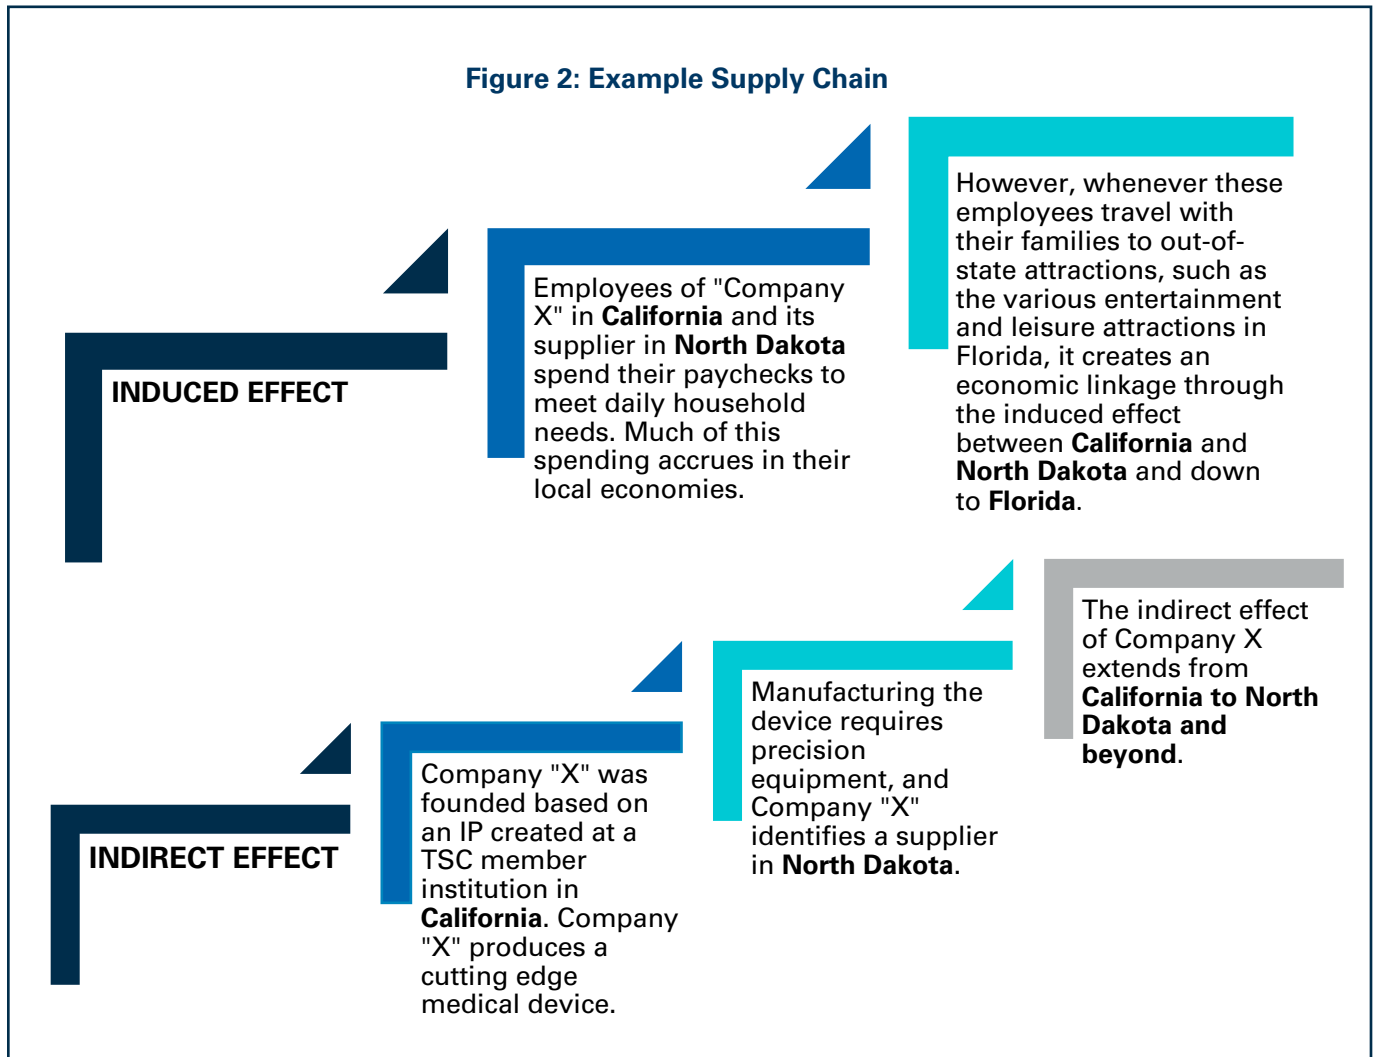 Figure 2: Example Supply Chain
INDUCED EFFECT
Employees of "Company
X" in California and its
supplier in North Dakota
spend their paychecks to
meet daily household
needs. Much of this
spending accrues in their
local economies.
However, whenever these
employees travel with
their families to out-of-
state attractions, such as
the various entertainment
and leisure attractions in
Florida, it creates an
economic linkage through
the induced effect
between California and
North Dakota and down
to Florida.
INDIRECT EFFECT
Company "X" was
founded based on
an IP created at a
TSC member
institution in
California. Company
"X" produces a
cutting edge
medical device.
Manufacturing the
device requires
precision
equipment, and
Company "X"
identifies a supplier
in North Dakota.
The indirect effect
of Company X
extends from
California to North
Dakota and
beyond.